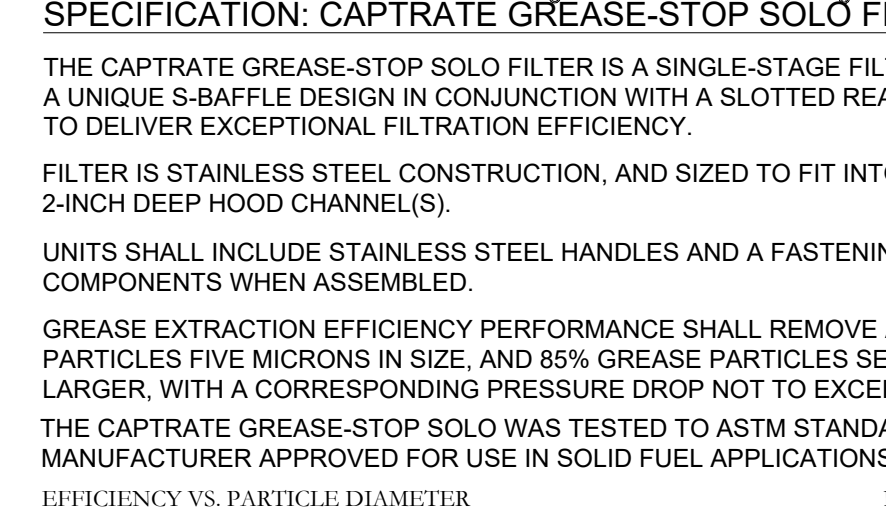 SPECIFICATION: CAPTRATE GREASE-STOP SOLO
THE CAPTRATE GREASE-STOP SOLO FILTER IS A SINGLE-STAGE
A UNIQUE S-BAFFLE DESIGN IN CONJUNCTION WITH A SLOTTED
TO DELIVER EXCEPTIONAL FILTRATION EFFICIENCY.
FILTER IS STAINLESS STEEL CONSTRUCTION, AND SIZED TO FIT
2-INCH DEEP HOOD CHANNEL(S).
UNITS SHALL INCLUDE STAINLESS STEEL HANDLES AND A
COMPONENTS WHEN ASSEMBLED.
GREASE EXTRACTION EFFICIENCY PERFORMANCE SHALL REMOVE
PARTICLES FIVE MICRONS IN SIZE, AND 85% GREASE PARTICLES
LARGER, WITH A CORRESPONDING PRESSURE DROP NOT TO
THE CAPTRATE GREASE-STOP SOLO WAS TESTED TO ASTM
MANUFACTURER APPROVED FOR USE IN SOLID FUEL APPLICATIONS
EFFICIENCY VS. PARTICLE DIAMETER